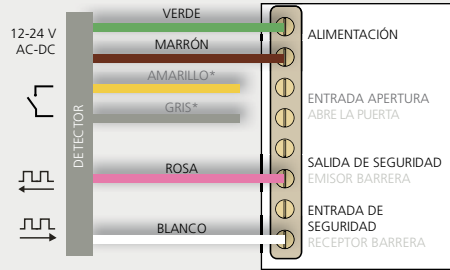 VERDE
12-24 V
AC-DC
ALIMENTACIÓN
MARRÓN
AMARILLO*
GRIS*
ENTRADA APERTURA
ABRE LA PUERTA
DETECTOR
ROSA
SALIDA DE SEGURIDAD
EMISOR BARRERA
BLANCO
ENTRADA DE
SEGURIDAD
RECEPTOR BARRERA